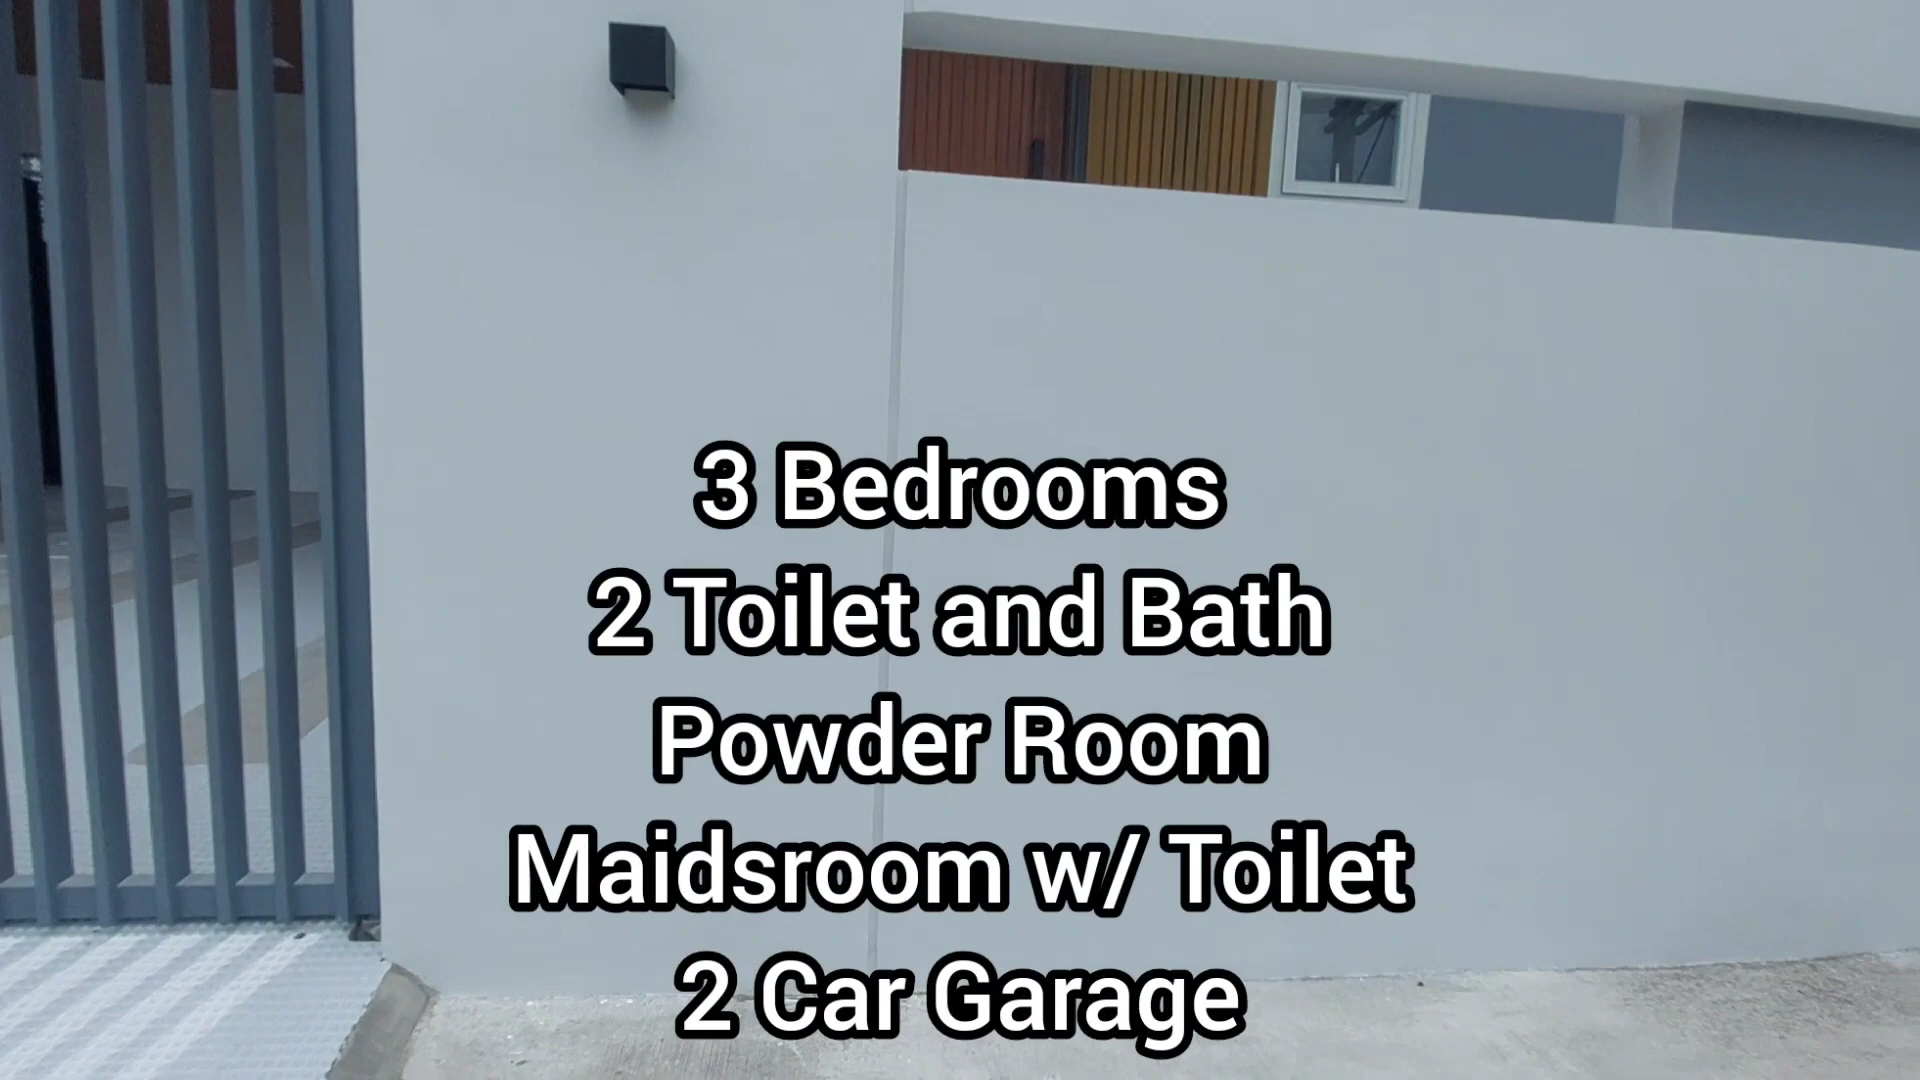 3 Bedrooms
2 Toilet and Bath
Powder Room
Maidsroom w/ Toilet
2 Car Garage